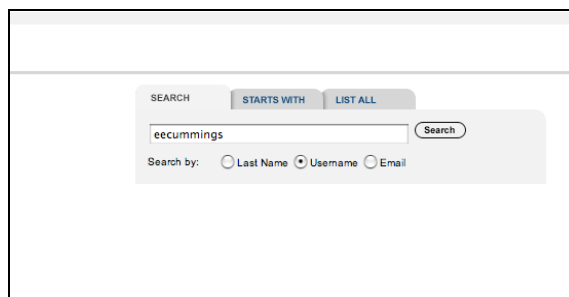 SEARCH STARTS WITH LIST ALL
eecummings Search
Search by: Last Name Username Email